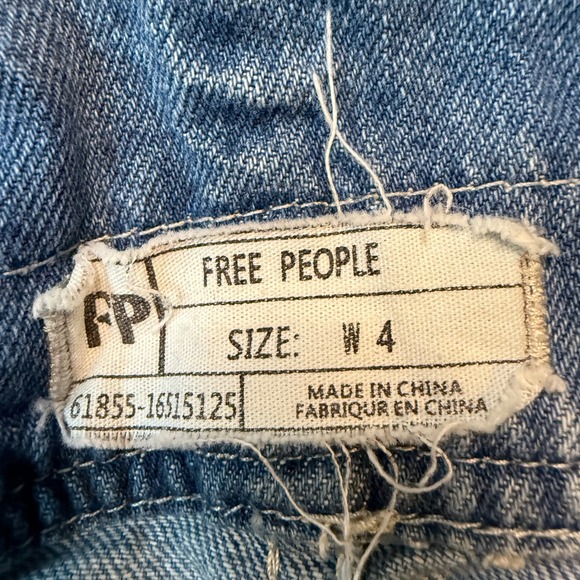 FREE PEOPLE
FP
SIZE: W 4
61855-16515125
MADE IN CHINA
FABRIQUR EN CHINA